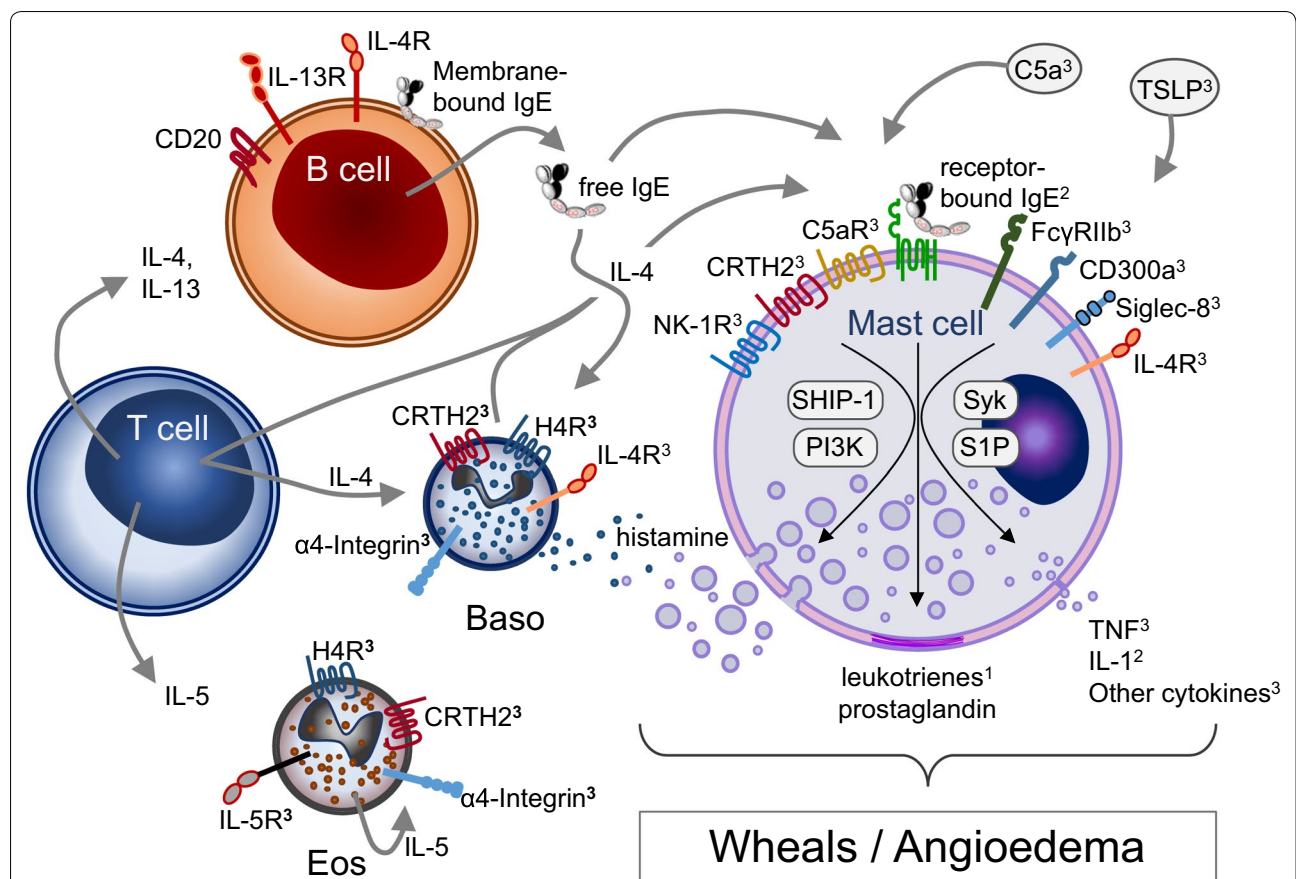 IL-4R
IL-13R
Membrane-
bound IgE
CD20
B cell
C5a³
TSLP³
free IgE
receptor-
bound IgE²
C5aR³
FcγRIIb³
IL-4,
IL-13
IL-4
CRTH2³
CD300a³
NK-1R³
Mast cell
Siglec-8³
IL-4R³
T cell
CRTH2³
H4R³
SHIP-1
Syk
IL-4R³
PI3K
S1P
IL-4
α4-Integrin³
histamine
Baso
TNF³
H4R³
IL-1²
leukotrienes¹
Other cytokines³
prostaglandin
IL-5
CRTH2³
α4-Integrin³
IL-5R³
IL-5
Eos
Wheals / Angioedema